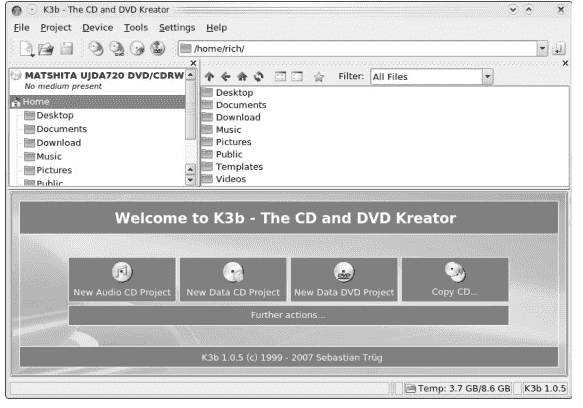 K3b - The CD and DVD Kreator
File Project Device Tools Settings Help
/home/rich/
MATSHITA UJDA720 DVD/CDRW
No medium present
Home
Desktop
Documents
Download
Music
Pictures
Public
Filter: All Files
Desktop
Documents
Download
Music
Pictures
Public
Templates
Videos
Welcome to K3b - The CD and DVD Kreator
New Audio CD Project
New Data CD Project
New Data DVD Project
Copy CD...
Further actions...
K3b 1.0.5 (c) 1999 - 2007 Sebastian Trüg
Temp: 3.7 GB/8.6 GB K3b 1.0.5